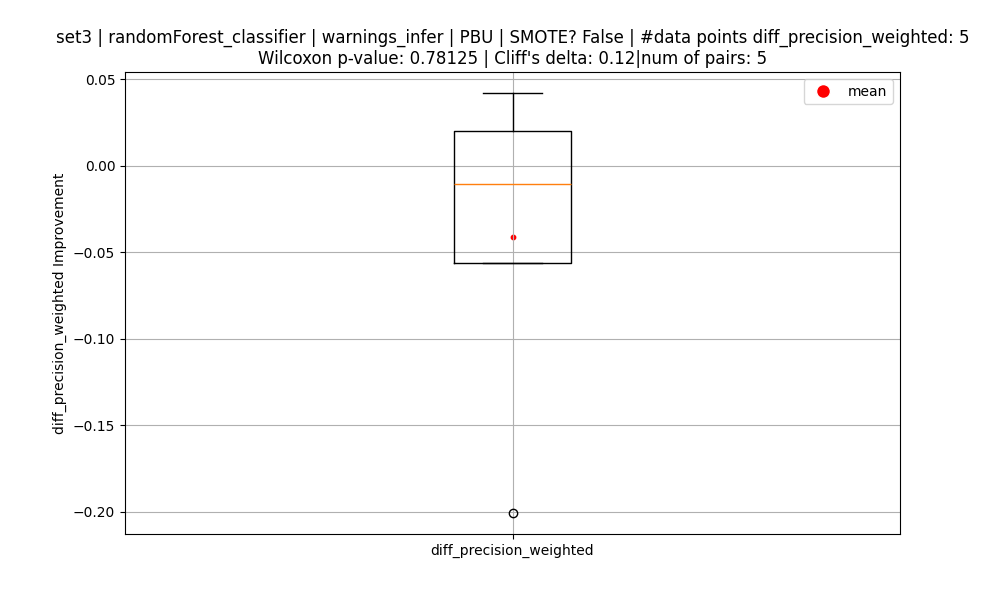 set3 | randomForest_classifier | warnings_infer | PBU | SMOTE? False | #data points diff_precision_weighted: 5
Wilcoxon p-value: 0.78125 | Cliff's delta: 0.12|num of pairs: 5
mean
0.05
0.00
−0.05
−0.10
−0.15
−0.20
diff_precision_weighted Improvement
diff_precision_weighted